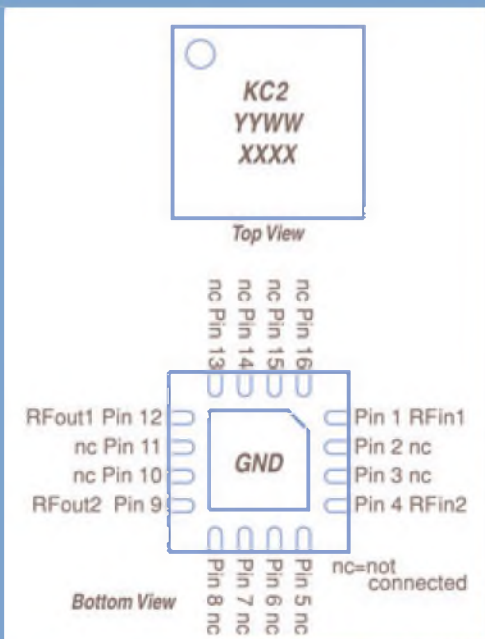 KC2
YYWW
XXXX
Top View
nc Pin 13
nc Pin 14
nc Pin 15
nc Pin 16
RFout1 Pin 12
nc Pin 11
nc Pin 10
RFout2 Pin 9
GND
Pin 1 RFin1
Pin 2 nc
Pin 3 nc
Pin 4 RFin2
Pin 8 nc
Pin 7 nc
Pin 6 nc
Pin 5 nc
nc=not
connected
Bottom View